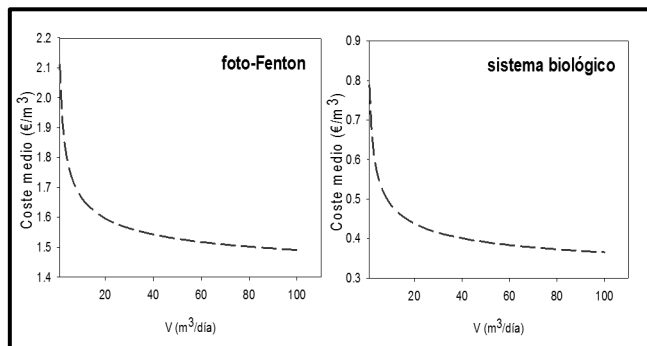 foto-Fenton
Coste medio (€/m³)
2.2
2.1
2.0
1.9
1.8
1.7
1.6
1.5
1.4
20 40 60 80 100
V (m³/día)
sistema biológico
Coste medio (€/m³)
0.9
0.8
0.7
0.6
0.5
0.4
0.3
20 40 60 80 100
V (m³/día)